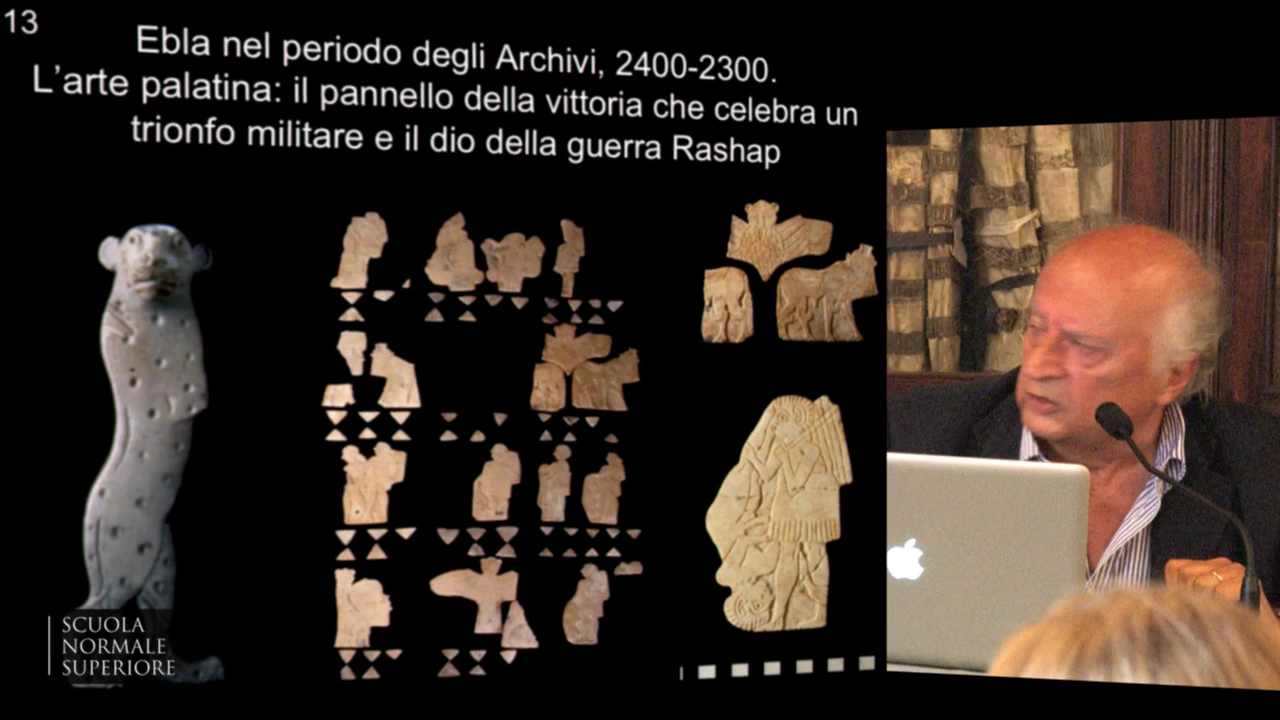 13
Ebla nel periodo degli Archivi, 2400-2300.
L'arte palatina: il pannello della vittoria che celebra un
trionfo militare e il dio della guerra Rashap
SCUOLA
NORMALE
SUPERIORE